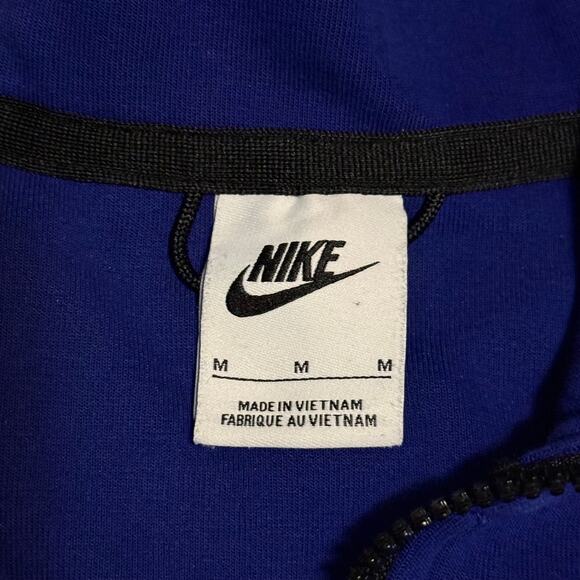 NIKE
M M M
MADE IN VIETNAM
FABRIQUE AU VIETNAM